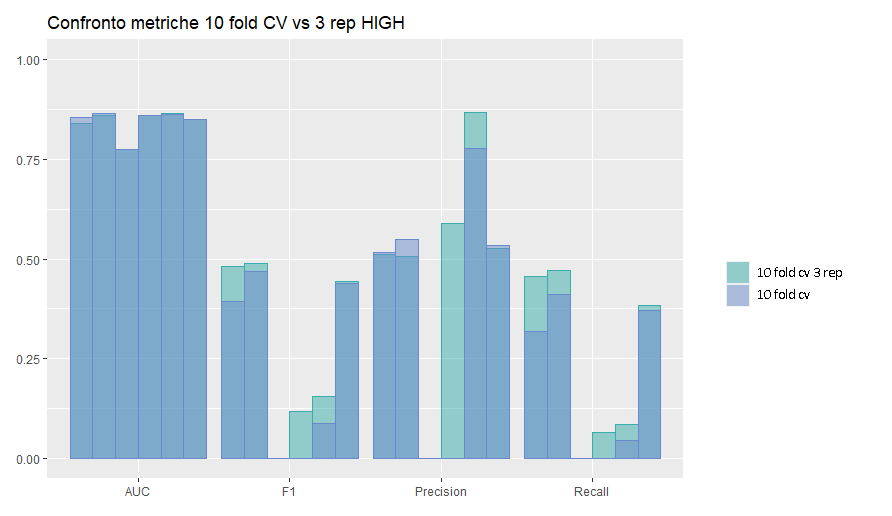 Confronto metriche 10 fold CV vs 3 rep HIGH
1.00
0.75
0.50
0.25
0.00
AUC
F1
Precision
Recall
10 fold cv 3 rep
10 fold cv